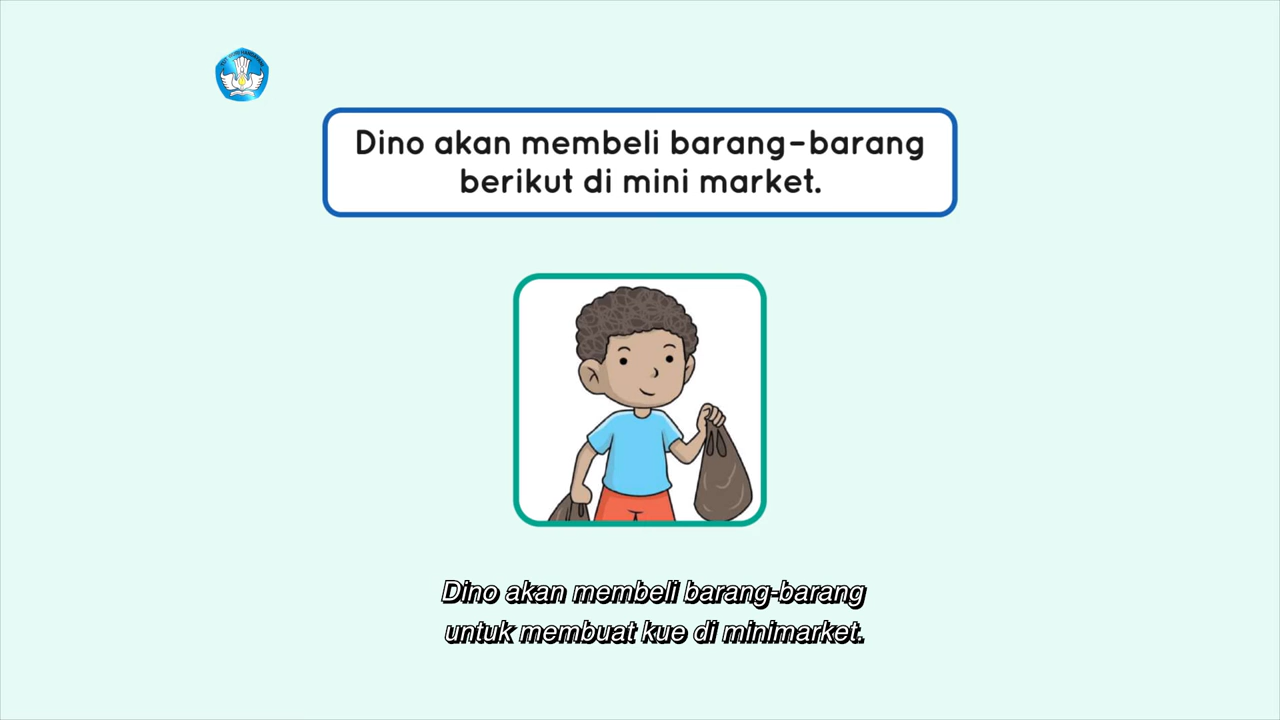 Dino akan membeli barang-barang
berikut di mini market.
Dino akan membeli barang-barang
untuk membuat kue di minimarket.